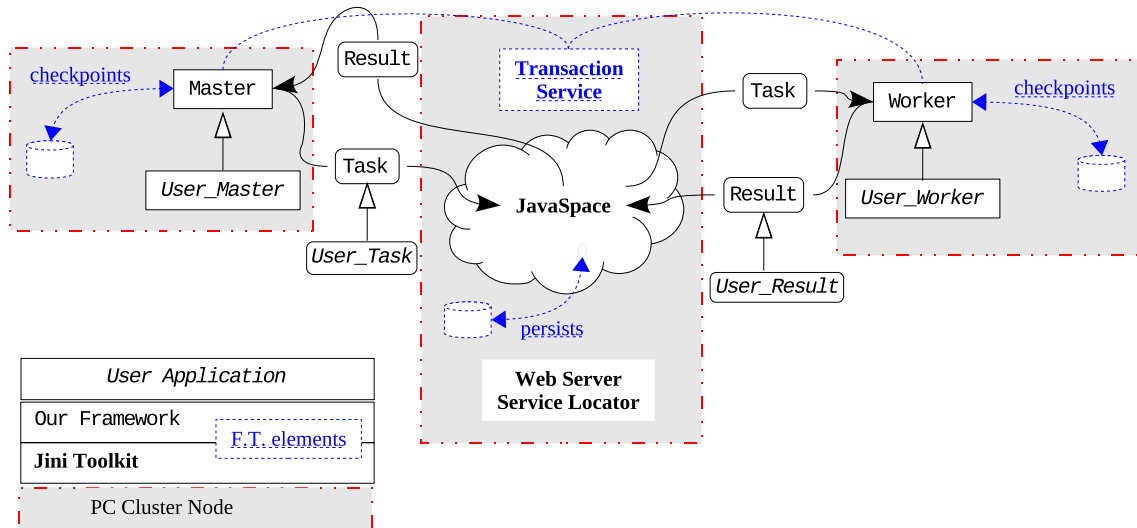 Result
checkpoints
Master
Transaction
Service
Task
Worker
checkpoints
Task
User_Master
Result
User_Worker
JavaSpace
User_Task
User_Result
persists
Web Server
Service Locator
User Application
Our Framework
F.T. elements
Jini Toolkit
PC Cluster Node